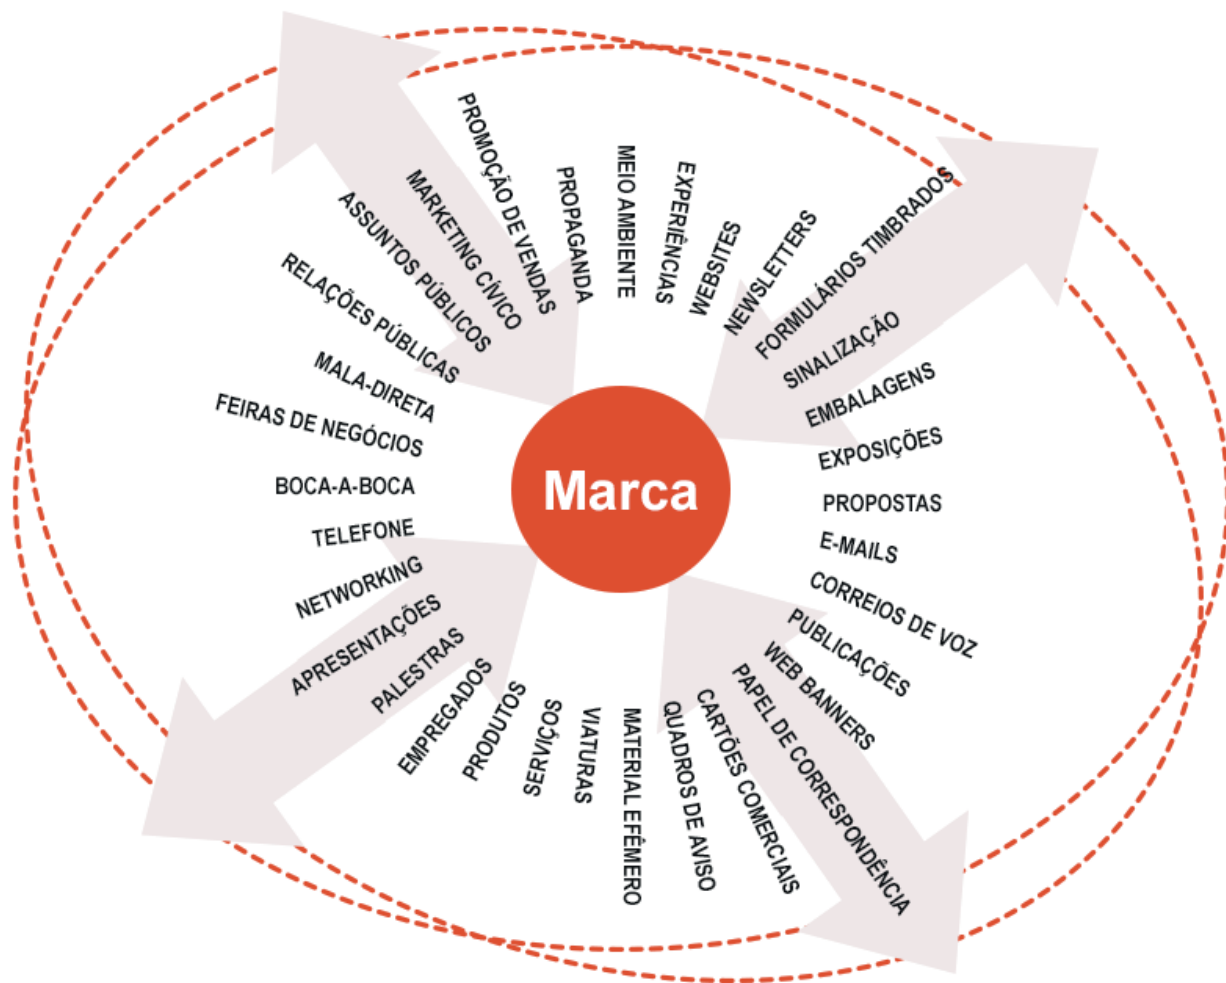 MEIO AMBIENTE
EXPERIÊNCIAS
WEBSITES
NEWSLETTERS
FORMULÁRIOS TIMBRADOS
SINALIZAÇÃO
EMBALAGENS
EXPOSIÇÕES
PROPOSTAS
E-MAILS
CORREIOS DE VOZ
PUBLICAÇÕES
WEB BANNERS
PAPEL DE CORRESPONDÊNCIA
CARTÕES COMERCIAIS
QUADROS DE AVISO
MATERIAL EFÊMERO
VIATURAS
SERVIÇOS
PRODUTOS
EMPREGADOS
PALESTRAS
APRESENTAÇÕES
NETWORKING
TELEFONE
BOCA-A-BOCA
FEIRAS DE NEGÓCIOS
MALA-DIRETA
RELAÇÕES PÚBLICAS
ASSUNTOS PÚBLICOS
MARKETING CÍVICO
PROMOÇÃO DE VENDAS
PROPAGANDA
Marca